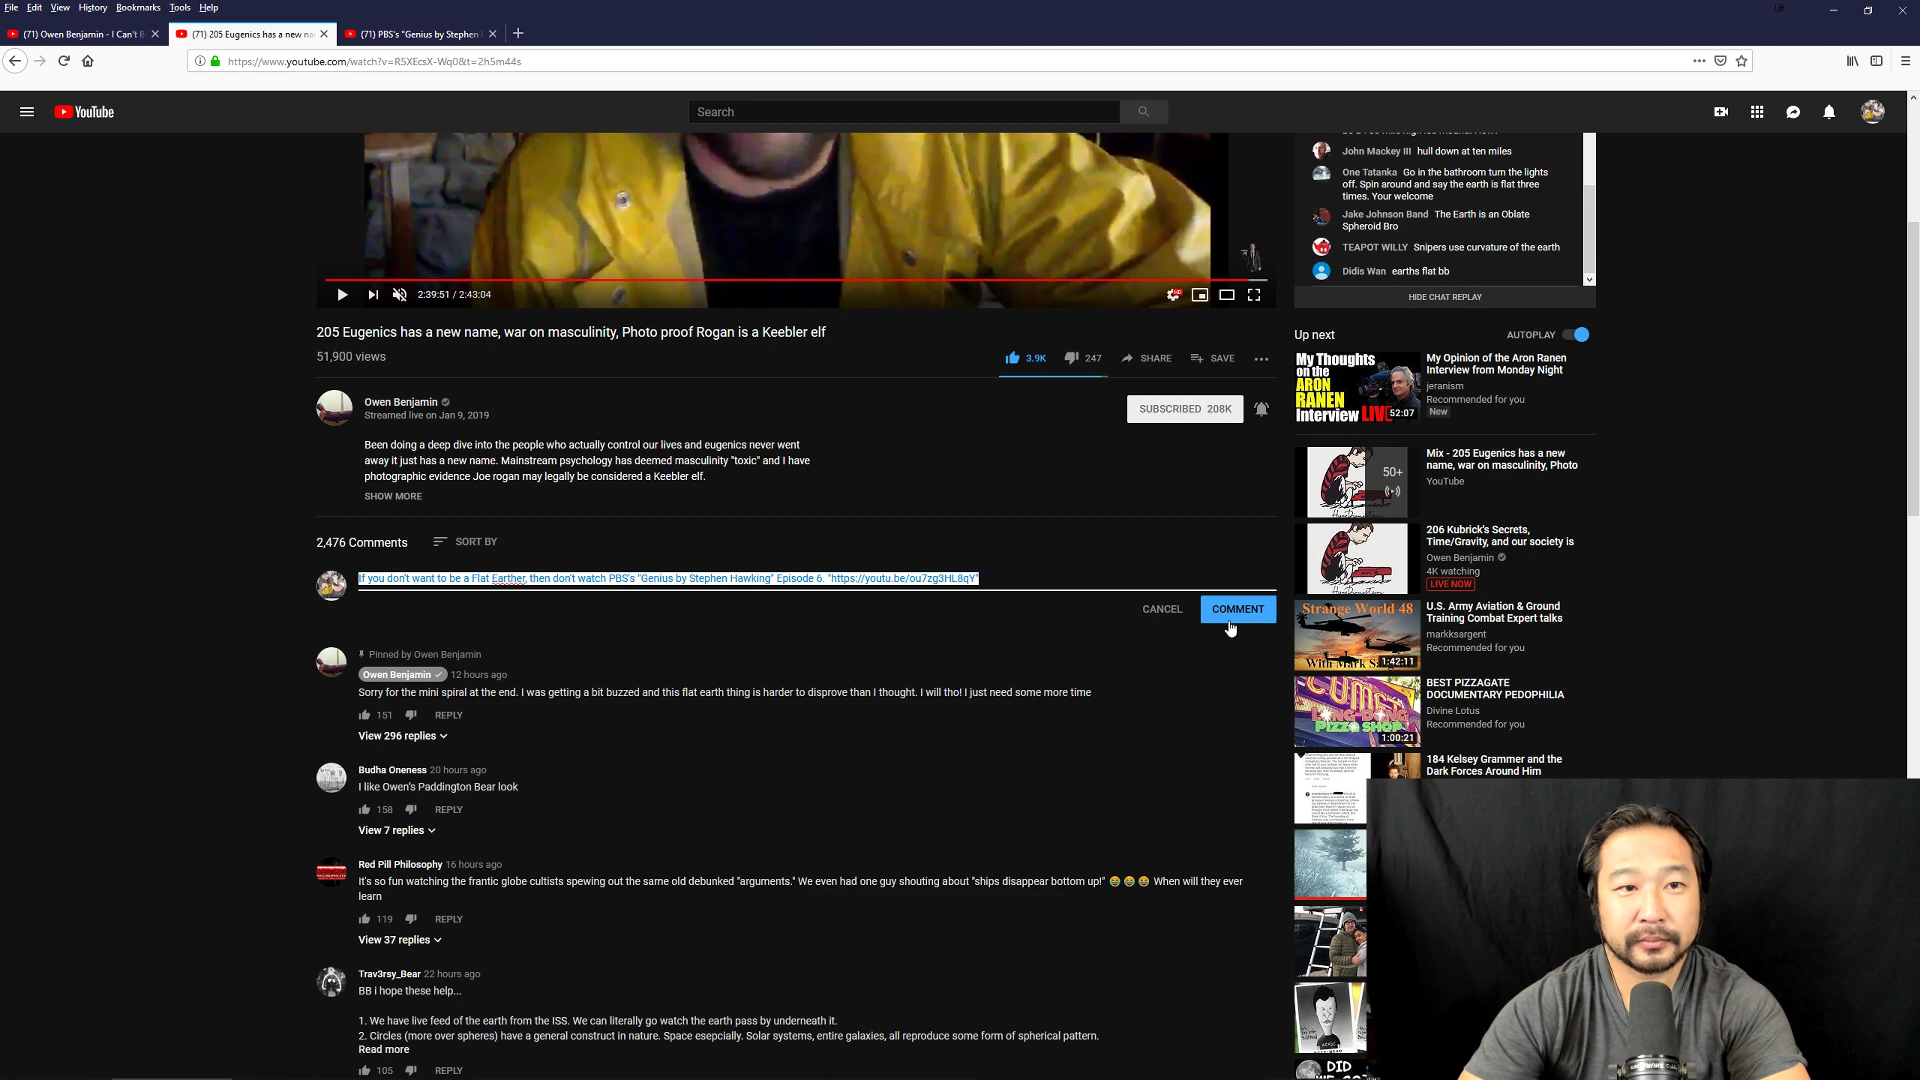 File Edit View History Bookmarks Tools Help
(71) Owen Benjamin - I Can't B
(71) 205 Eugenics has a new na
(71) PBS's "Genius by Stephen
https://www.youtube.com/watch?v=R5XEcsX-Wq0&t=2h5m44s
YouTube
Search
John Mackey III hull down at ten miles
One Tatanka Go in the bathroom turn the lights
off. Spin around and say the earth is flat three
times. Your welcome
Jake Johnson Band The Earth is an Oblate
Spheroid Bro
TEAPOT WILLY Snipers use curvature of the earth
Didis Wan earths flat bb
HIDE CHAT REPLAY
2:39:51 / 2:43:04
HD
205 Eugenics has a new name, war on masculinity, Photo proof Rogan is a Keebler elf
51,900 views
3.9K 247 SHARE SAVE
Owen Benjamin
Streamed live on Jan 9, 2019
SUBSCRIBED 208K
Been doing a deep dive into the people who actually control our lives and eugenics never went
away it just has a new name. Mainstream psychology has deemed masculinity "toxic" and I have
photographic evidence Joe rogan may legally be considered a Keebler elf.
SHOW MORE
2,476 Comments SORT BY
If you don't want to be a Flat Earther, then don't watch PBS's "Genius by Stephen Hawking" Episode 6. "https://youtu.be/ou7zg3HL8qY"
CANCEL COMMENT
Pinned by Owen Benjamin
Owen Benjamin 12 hours ago
Sorry for the mini spiral at the end. I was getting a bit buzzed and this flat earth thing is harder to disprove than I thought. I will tho! I just need some more time
151 REPLY
View 296 replies
Budha Oneness 20 hours ago
I like Owen's Paddington Bear look
158 REPLY
View 7 replies
Red Pill Philosophy 16 hours ago
It's so fun watching the frantic globe cultists spewing out the same old debunked "arguments." We even had one guy shouting about "ships disappear bottom up!" 😂 😂 😂 When will they ever
learn
119 REPLY
View 37 replies
Trav3rsy_Bear 22 hours ago
BB i hope these help...
1. We have live feed of the earth from the ISS. We can literally go watch the earth pass by underneath it.
2. Circles (more over spheres) have a general construct in nature. Space esepcially. Solar systems, entire galaxies, all reproduce some form of spherical pattern.
Read more
105 REPLY
Up next AUTOPLAY
My Thoughts
on the
ARON
RANEN
Interview LIVE
52:07
My Opinion of the Aron Ranen
Interview from Monday Night
jeranism
Recommended for you
New
50+
Mix - 205 Eugenics has a new
name, war on masculinity, Photo
YouTube
206 Kubrick's Secrets,
Time/Gravity, and our society is
Owen Benjamin
4K watching
LIVE NOW
Strange World 48
With Mark Sa
1:42:11
U.S. Army Aviation & Ground
Training Combat Expert talks
markksargent
Recommended for you
1:00:21
BEST PIZZAGATE
DOCUMENTARY PEDOPHILIA
Divine Lotus
Recommended for you
184 Kelsey Grammer and the
Dark Forces Around Him
DID